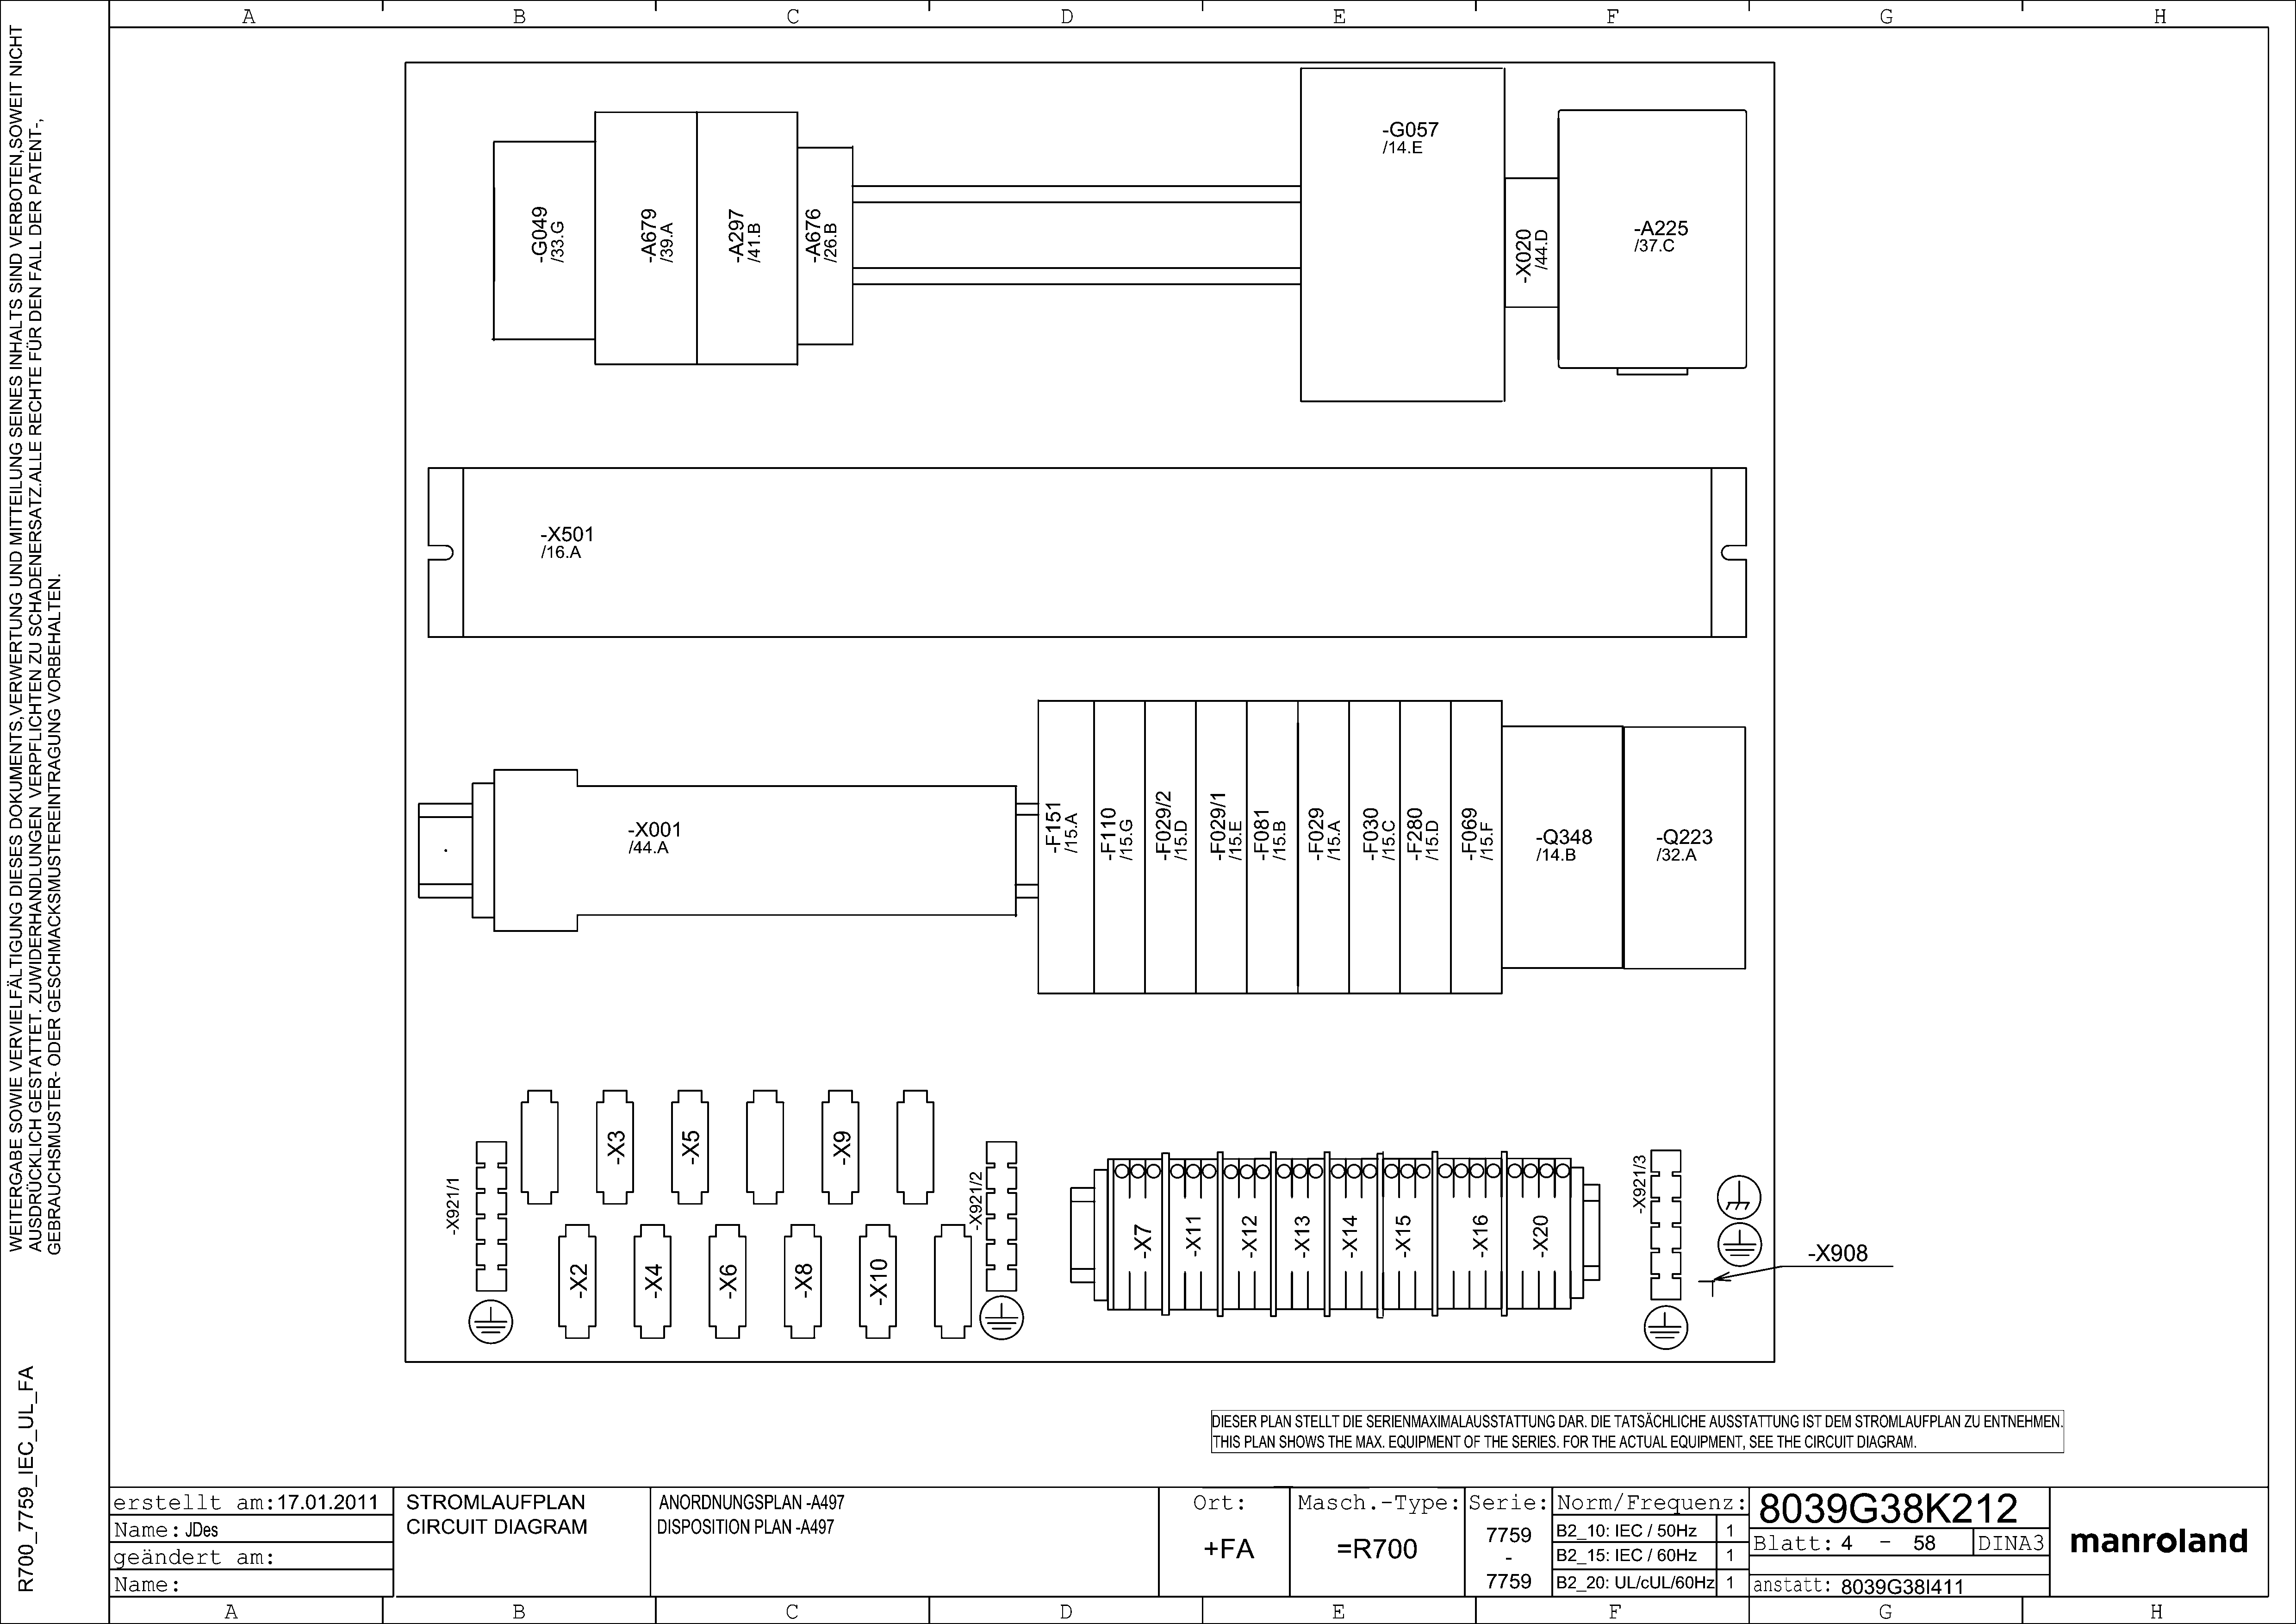 A B C D E F G H
WEITERGABE SOWIE VERVIELFÄLTIGUNG DIESES DOKUMENTS,VERWERTUNG UND MITTEILUNG SEINES INHALTS SIND VERBOTEN,SOWEIT NICHT
AUSDRÜCKLICH GESTATTET. ZUWIDERHANDLUNGEN VERPFLICHTEN ZU SCHADENERSATZ.ALLE RECHTE FÜR DEN FALL DER PATENT-,
GEBRAUCHSMUSTER- ODER GESCHMACKSMUSTEREINTRAGUNG VORBEHALTEN.
R700_7759_IEC_UL_FA
-G049
/33.G
-A679
/39.A
-A297
/41.B
-A676
/26.B
-G057
/14.E
-X020
/44.D
-A225
/37.C
-X501
/16.A
-X001
/44.A
-F151
/15.A
-F110
/15.G
-F029/2
/15.D
-F029/1
/15.E
-F081
/15.B
-F029
/15.A
-F030
/15.C
-F280
/15.D
-F069
/15.F
-Q348
/14.B
-Q223
/32.A
-X921/1
-X3
-X5
-X9
-X2
-X4
-X6
-X8
-X10
-X921/2
-X7
-X11
-X12
-X13
-X14
-X15
-X16
-X20
-X921/3
-X908
DIESER PLAN STELLT DIE SERIENMAXIMALAUSSTATTUNG DAR. DIE TATSÄCHLICHE AUSSTATTUNG IST DEM STROMLAUFPLAN ZU ENTNEHMEN.
THIS PLAN SHOWS THE MAX. EQUIPMENT OF THE SERIES. FOR THE ACTUAL EQUIPMENT, SEE THE CIRCUIT DIAGRAM.
erstellt am:17.01.2011
Name: JDes
geändert am:
Name:
STROMLAUFPLAN
CIRCUIT DIAGRAM
ANORDNUNGSPLAN -A497
DISPOSITION PLAN -A497
Ort:
+FA
Masch.-Type:
=R700
Serie:
7759
-
7759
Norm/Frequenz:
B2_10: IEC / 50Hz 1
B2_15: IEC / 60Hz 1
B2_20: UL/cUL/60Hz 1
8039G38K212
Blatt: 4 - 58 DINA3
anstatt: 8039G38I411
manroland
A B C D E F G H